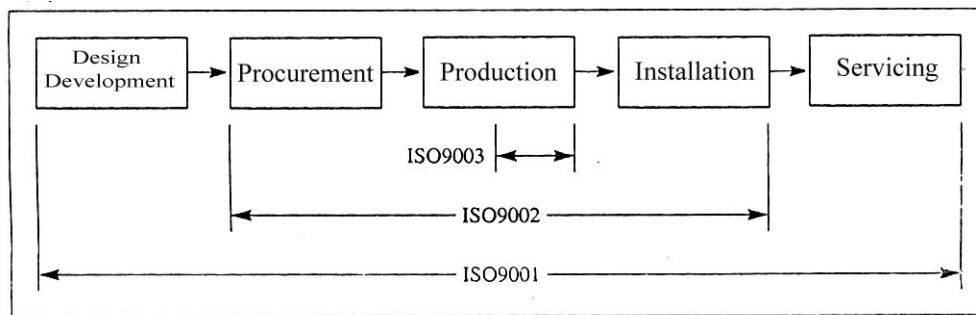 Design
Development
Procurement
Production
Installation
Servicing
ISO9003
ISO9002
ISO9001